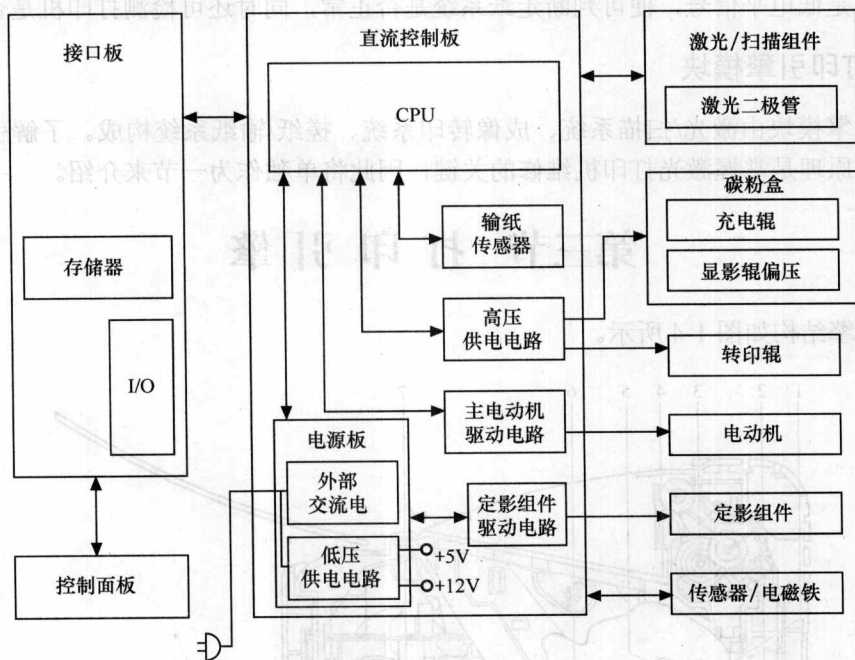 接口板
存储器
I/O
控制面板
直流控制板
CPU
输纸
传感器
高压
供电电路
主电动机
驱动电路
电源板
外部
交流电
低压
供电电路
+5V
+12V
定影组件
驱动电路
激光/扫描组件
激光二极管
碳粉盒
充电辊
显影辊偏压
转印辊
电动机
定影组件
传感器/电磁铁